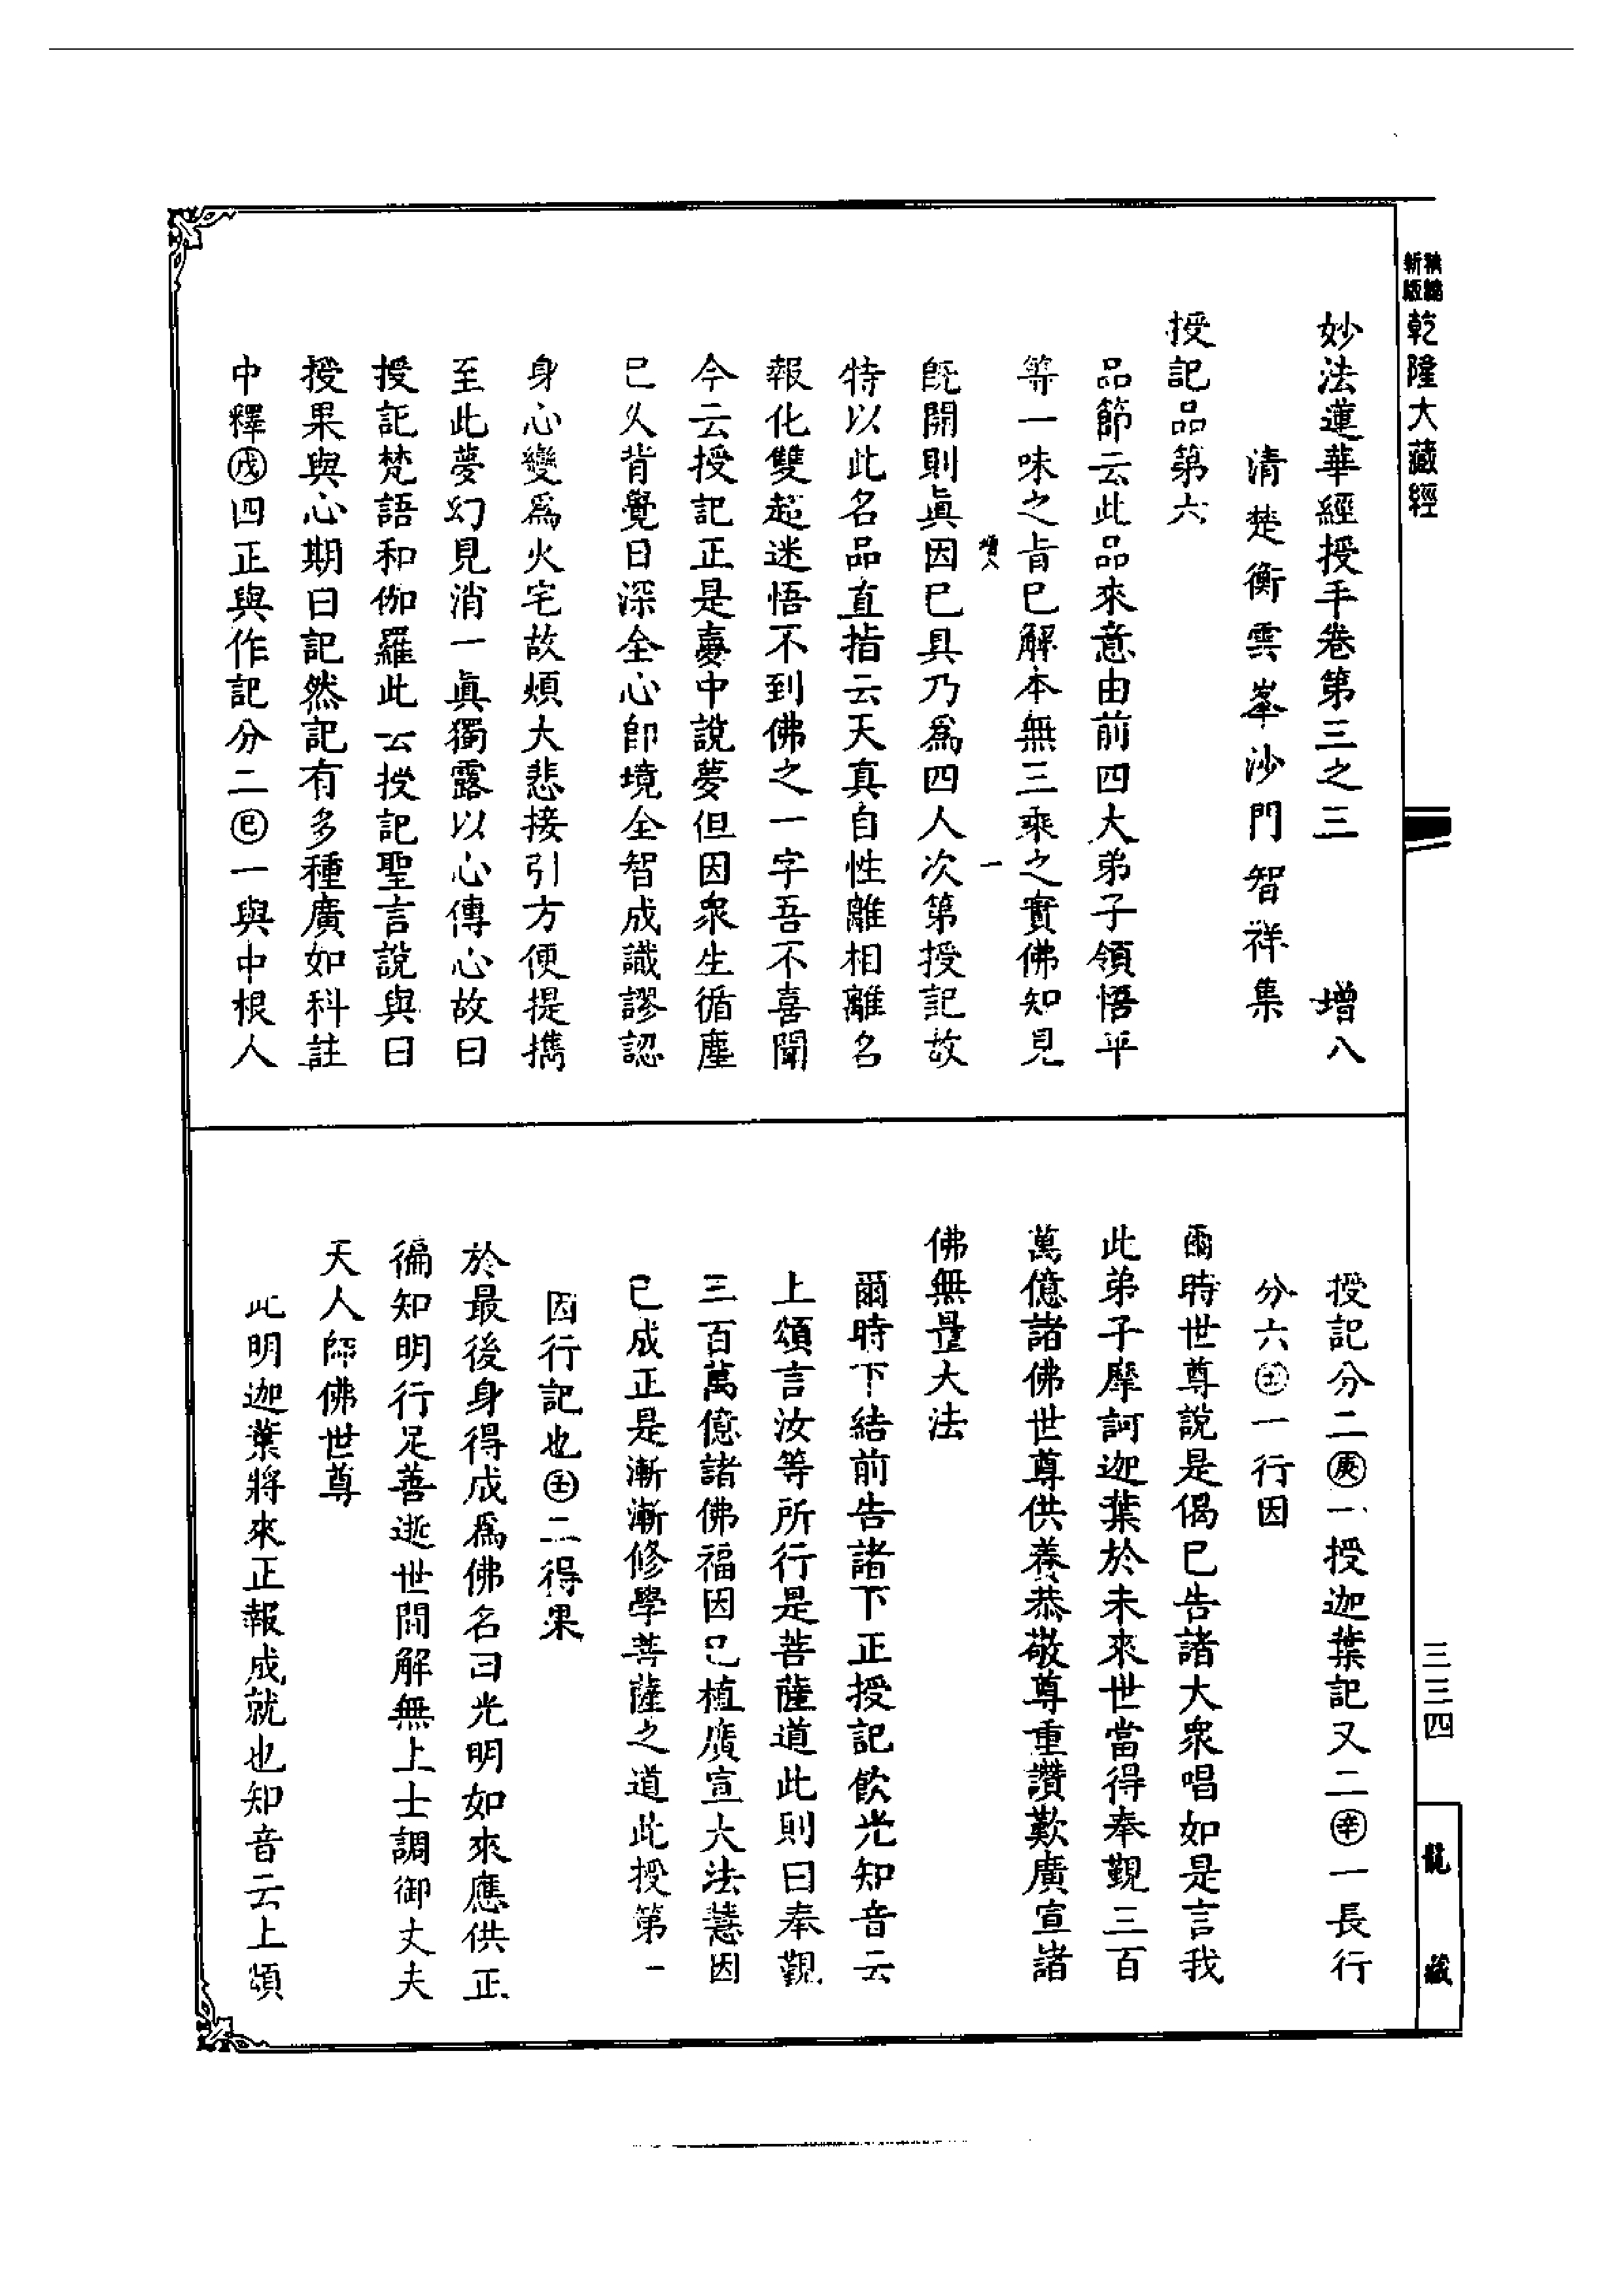 新版
精縮
乾隆大藏經
妙法蓮華經授手卷第三之三 增八
清楚衡雲峯沙門智祥集
授記品第六
品節云此品來意由前四大弟子領悟平
等一味之旨巳解本無三乘之實佛知見
增八 一
旣開則眞因巳具乃爲四人次第授記故
特以此名品直指云天真自性離相離名
報化雙超迷悟不到佛之一字吾不喜聞
今云授記正是寱中說夢但因衆生循塵
巳久背覺日深全心卽境全智成識謬認
身心變爲火宅故煩大悲接引方便提攜
至此夢幻見消一眞獨露以心傳心故曰
授記梵語和伽羅此云授記聖言說與曰
授果與心期曰記然記有多種廣如科註
中釋㊅四正與作記分二㊁一與中根人
授記分二庚一授迦葉記又二辛一長行
分六壬一行因
爾時世尊說是偈巳告諸大衆唱如是言我
此弟子摩訶迦葉於未來世當得奉覲三百
萬億諸佛世尊供養恭敬尊重讚歎廣宣諸
佛無量大法
爾時下結前告諸下正授記飲光知音云
上頌言汝等所行是菩薩道此則曰奉覲
三百萬億諸佛福因巳植廣宣大法慧因
巳成正是漸漸修學菩薩之道此授第一
因行記也壬二得果
於最後身得成爲佛名曰光明如來應供正
徧知明行足善逝世間解無上士調御丈夫
天人師佛世尊
此明迦葉將來正報成就也知音云上頌
三三四
龍藏